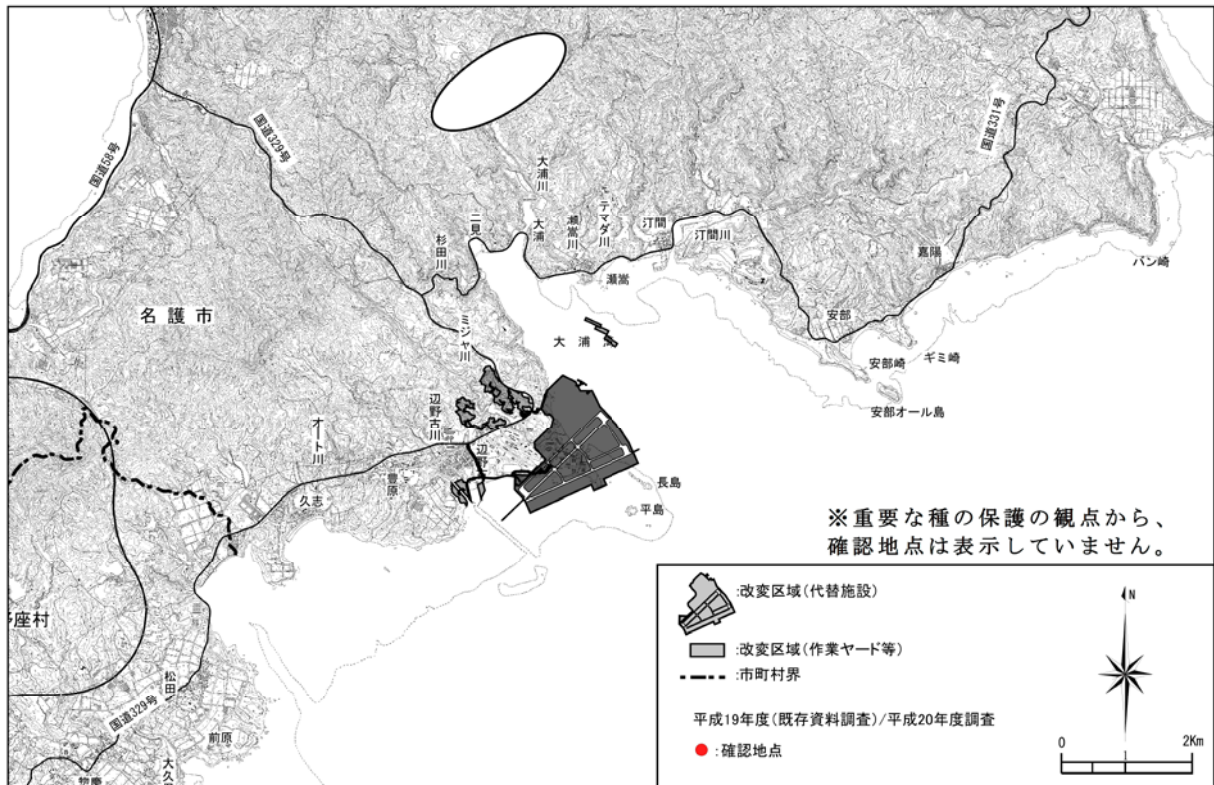 国道58号
国道329号
国道331号
大浦川
大浦
瀬嵩川
テマダ川
汀間
汀間川
二見
杉田川
瀬嵩
嘉陽
バン崎
名護市
ミジャ川
大浦
安部
安部崎
ギミ崎
安部オール島
辺野古川
辺野
オート川
豊原
久志
長島
平島
※重要な種の保護の観点から、
確認地点は表示していません。
座村
松田
国道329号
前原
大久
惣慶
:改変区域(代替施設)
:改変区域(作業ヤード等)
:市町村界
平成19年度(既存資料調査)/平成20年度調査
:確認地点
N
0 2Km